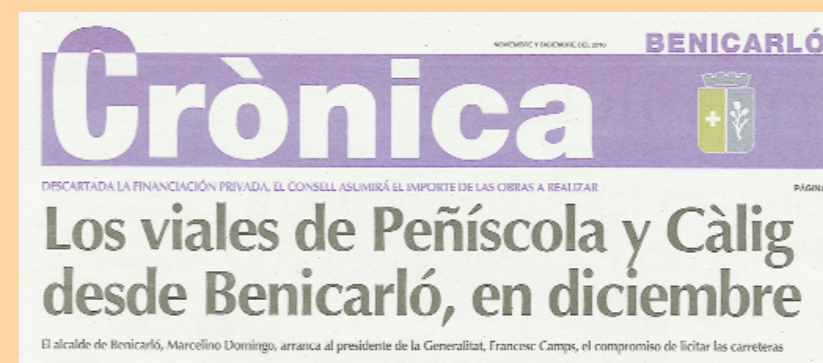 NOVIEMBRE Y DICIEMBRE DEL 2010
BENICARLÓ
Crònica
DESCARTADA LA FINANCIACIÓN PRIVADA, EL CONSELL ASUMIRÁ EL IMPORTE DE LAS OBRAS A REALIZAR
PÁGINA
Los viales de Peñíscola y Càlig
desde Benicarló, en diciembre
El alcalde de Benicarló, Marcelino Domingo, arranca al presidente de la Generalitat, Francesc Camps, el compromiso de licitar las carreteras